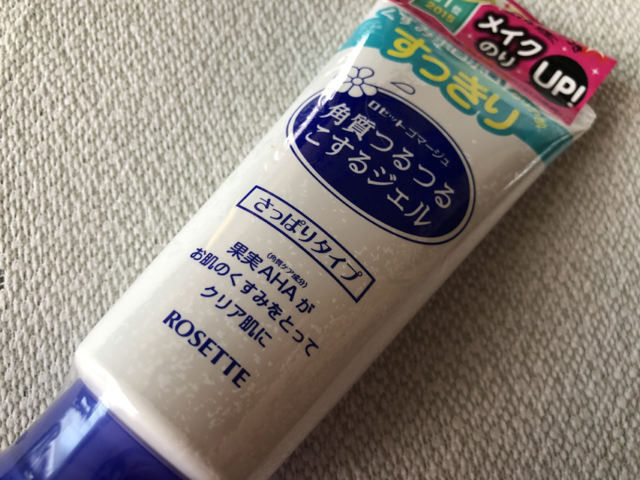 2015
メイク
のり
UP!
すっきり
ロゼット ゴマージュ
角質つるつる
こするジェル
さっぱりタイプ
(角質ケア成分)
果実AHAが
お肌のくすみをとって
クリア肌に
ROSETTE